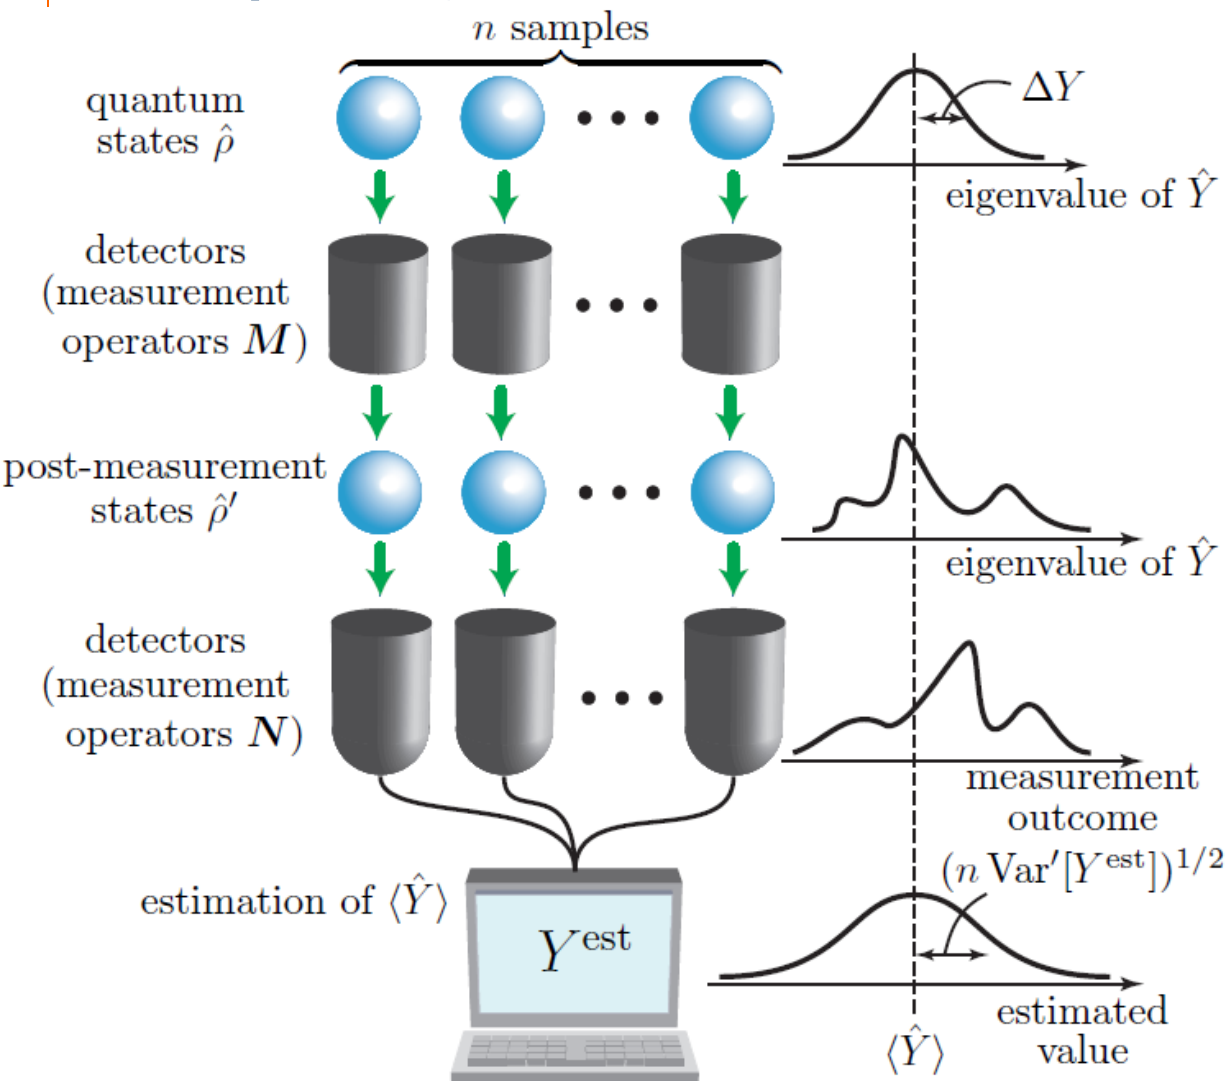 n samples
quantum
states ρ̂
ΔY
eigenvalue of Ŷ
detectors
(measurement
operators M)
post-measurement
states ρ̂′
eigenvalue of Ŷ
detectors
(measurement
operators N)
measurement
outcome
(n Var′[Y^est])^1/2
estimation of ⟨Ŷ⟩
Y^est
estimated
value
⟨Ŷ⟩